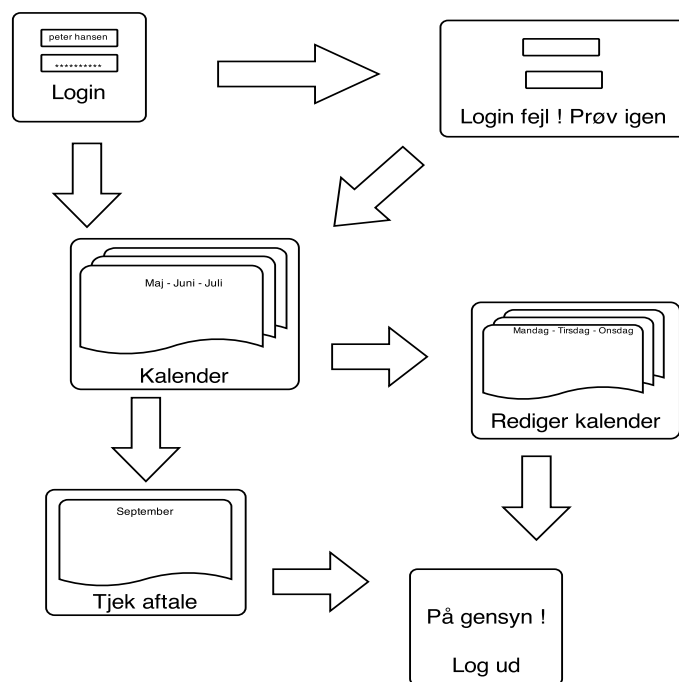 peter hansen
**********
Login
Login fejl ! Prøv igen
Maj - Juni - Juli
Kalender
Mandag - Tirsdag - Onsdag
Rediger kalender
September
Tjek aftale
På gensyn !
Log ud